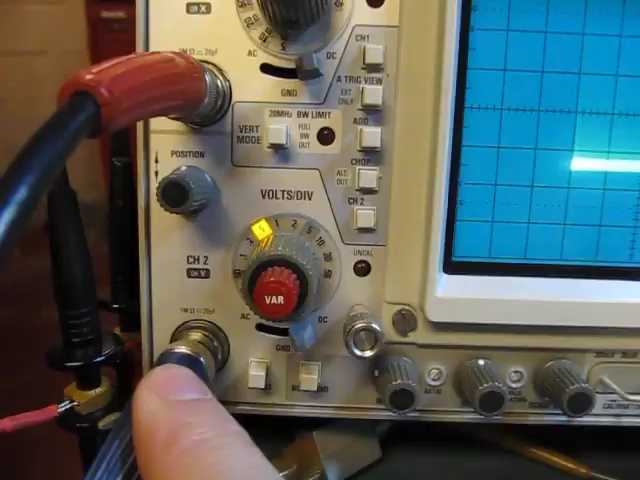 X
AC
DC
GND
CH1
1M Ω 20pF
A TRIG VIEW
EXT ONLY
20MHz BW LIMIT
VERT MODE
FULL BW OUT
ADD
POSITION
CHOP
ALT: OUT
VOLTS/DIV
CH 2
.5
1
2
5
10
20
50
UNCAL
CH 2
OR Y
VAR
AC
DC
GND
1M Ω 20pF